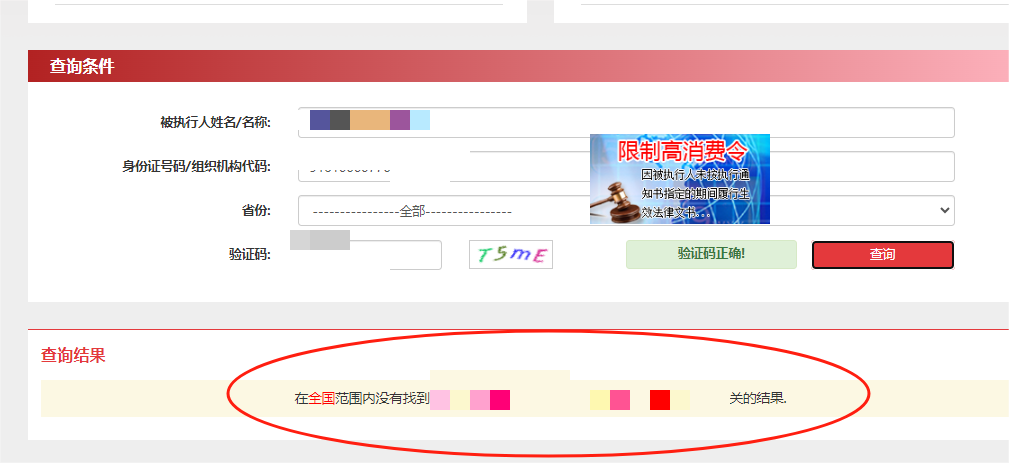 查询条件
被执行人姓名/名称:
身份证号码/组织机构代码:
省份:
----------------全部----------------
验证码:
T5mE
验证码正确!
查询
限制高消费令
因被执行人未按执行通
知书指定的期间履行生
效法律文书...
查询结果
在全国范围内没有找到
关的结果.